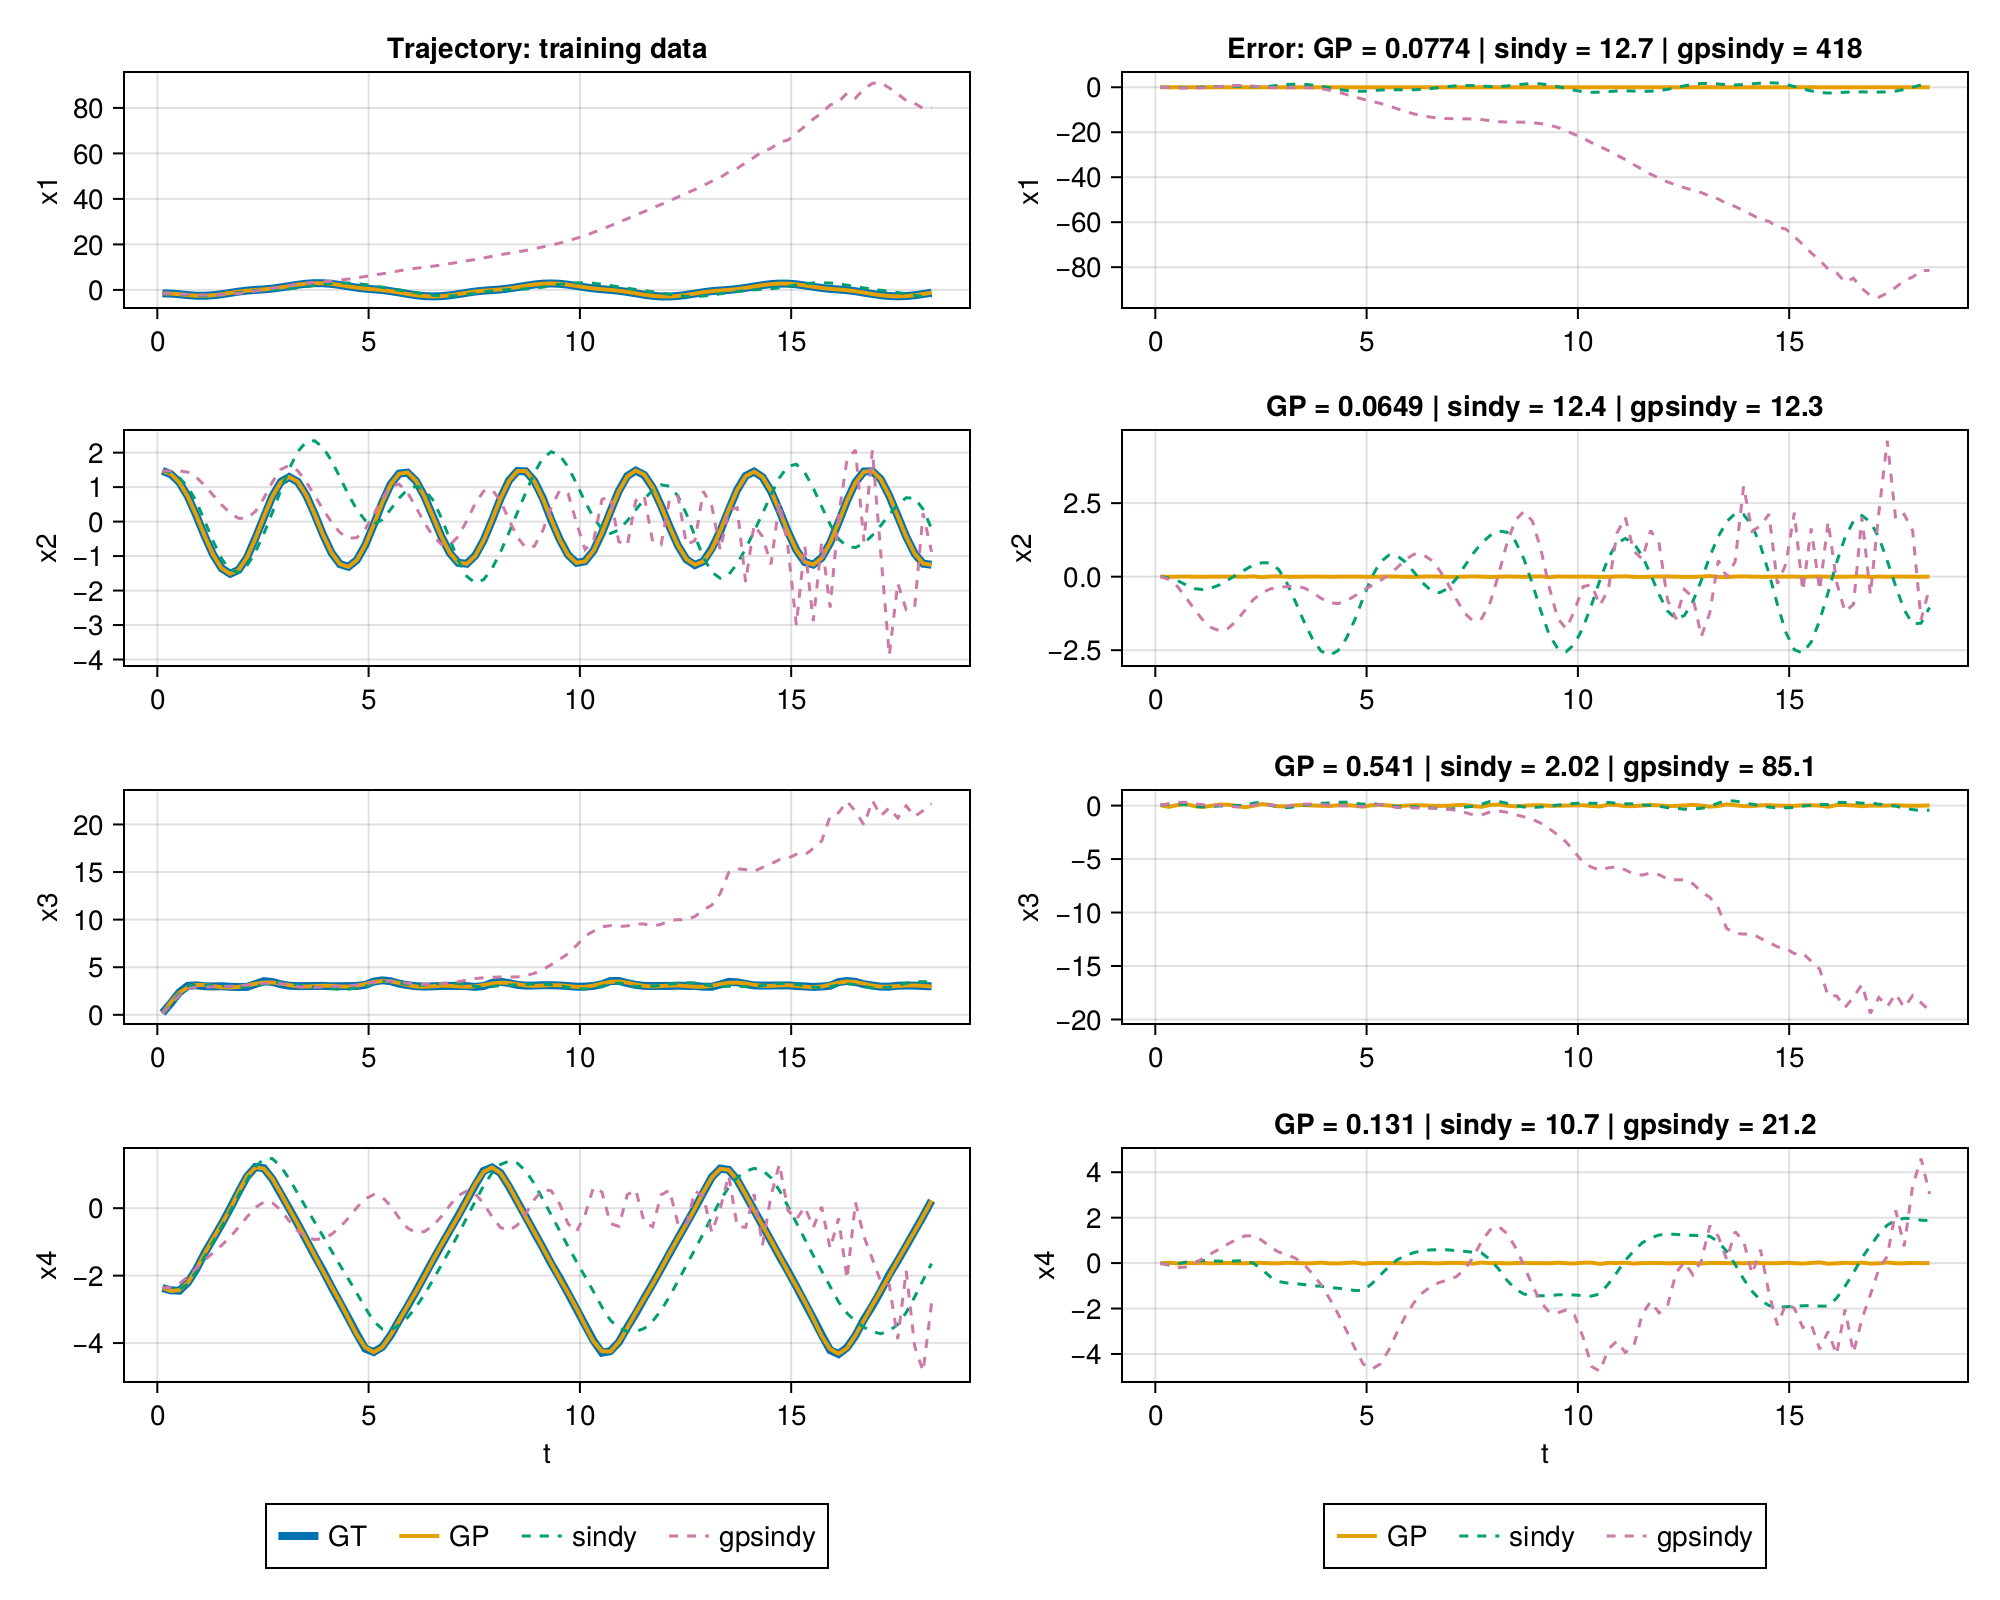 Trajectory: training data
Error: GP = 0.0774 | sindy = 12.7 | gpsindy = 418
x1
80
60
40
20
0
0 5 10 15
x1
0
−20
−40
−60
−80
0 5 10 15
GP = 0.0649 | sindy = 12.4 | gpsindy = 12.3
x2
2
1
0
−1
−2
−3
−4
0 5 10 15
x2
2.5
0.0
−2.5
0 5 10 15
GP = 0.541 | sindy = 2.02 | gpsindy = 85.1
x3
20
15
10
5
0
0 5 10 15
x3
0
−5
−10
−15
−20
0 5 10 15
GP = 0.131 | sindy = 10.7 | gpsindy = 21.2
x4
0
−2
−4
0 5 10 15
t
x4
4
2
0
−2
−4
0 5 10 15
t
GT GP sindy gpsindy
GP sindy gpsindy